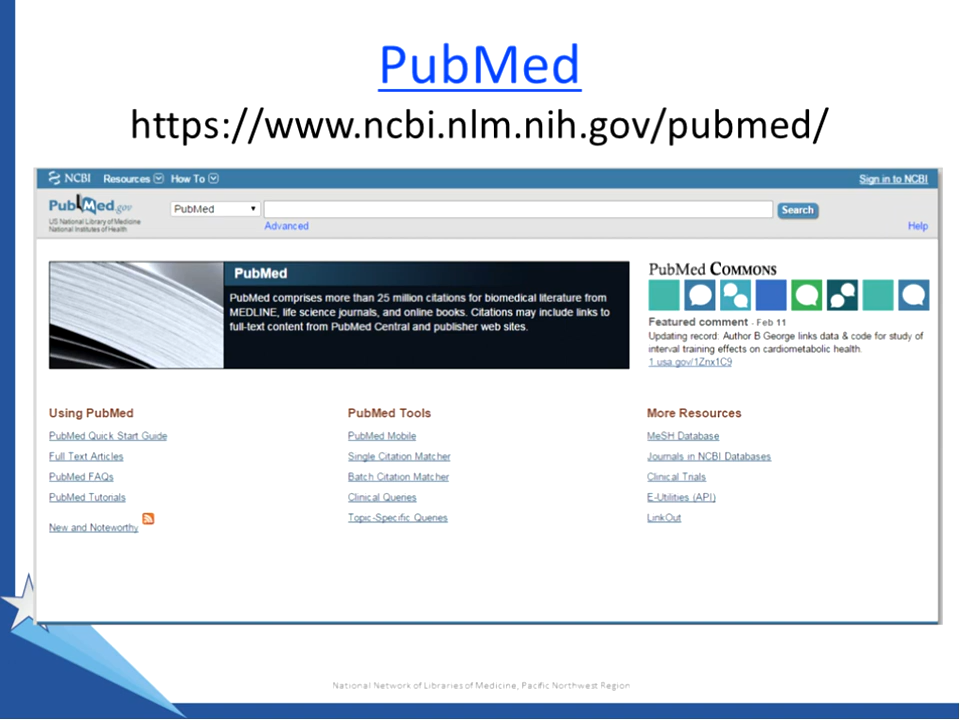 PubMed
https://www.ncbi.nlm.nih.gov/pubmed/
NCBI Resources How To Sign in to NCBI
PubMed.gov
US National Library of Medicine
National Institutes of Health
PubMed
Search
Advanced
Help
PubMed
PubMed comprises more than 25 million citations for biomedical literature from
MEDLINE, life science journals, and online books. Citations may include links to
full-text content from PubMed Central and publisher web sites.
PubMed Commons
Featured comment - Feb 11
Updating record: Author B George links data & code for study of
interval training effects on cardiometabolic health.
1.usa.gov/1Znx1C9
Using PubMed
PubMed Quick Start Guide
Full Text Articles
PubMed FAQs
PubMed Tutorials
New and Noteworthy
PubMed Tools
PubMed Mobile
Single Citation Matcher
Batch Citation Matcher
Clinical Queries
Topic-Specific Queries
More Resources
MeSH Database
Journals in NCBI Databases
Clinical Trials
E-Utilities (API)
LinkOut
National Network of Libraries of Medicine, Pacific Northwest Region